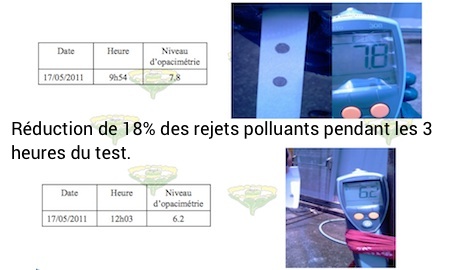 Date Heure Niveau
d'opacimétrie
17/05/2011 9h54 7,8
7.8
Réduction de 18% des rejets polluants pendant les 3
heures du test.
Date Heure Niveau
d'opacimétrie
17/05/2011 12h03 6.2
6.2